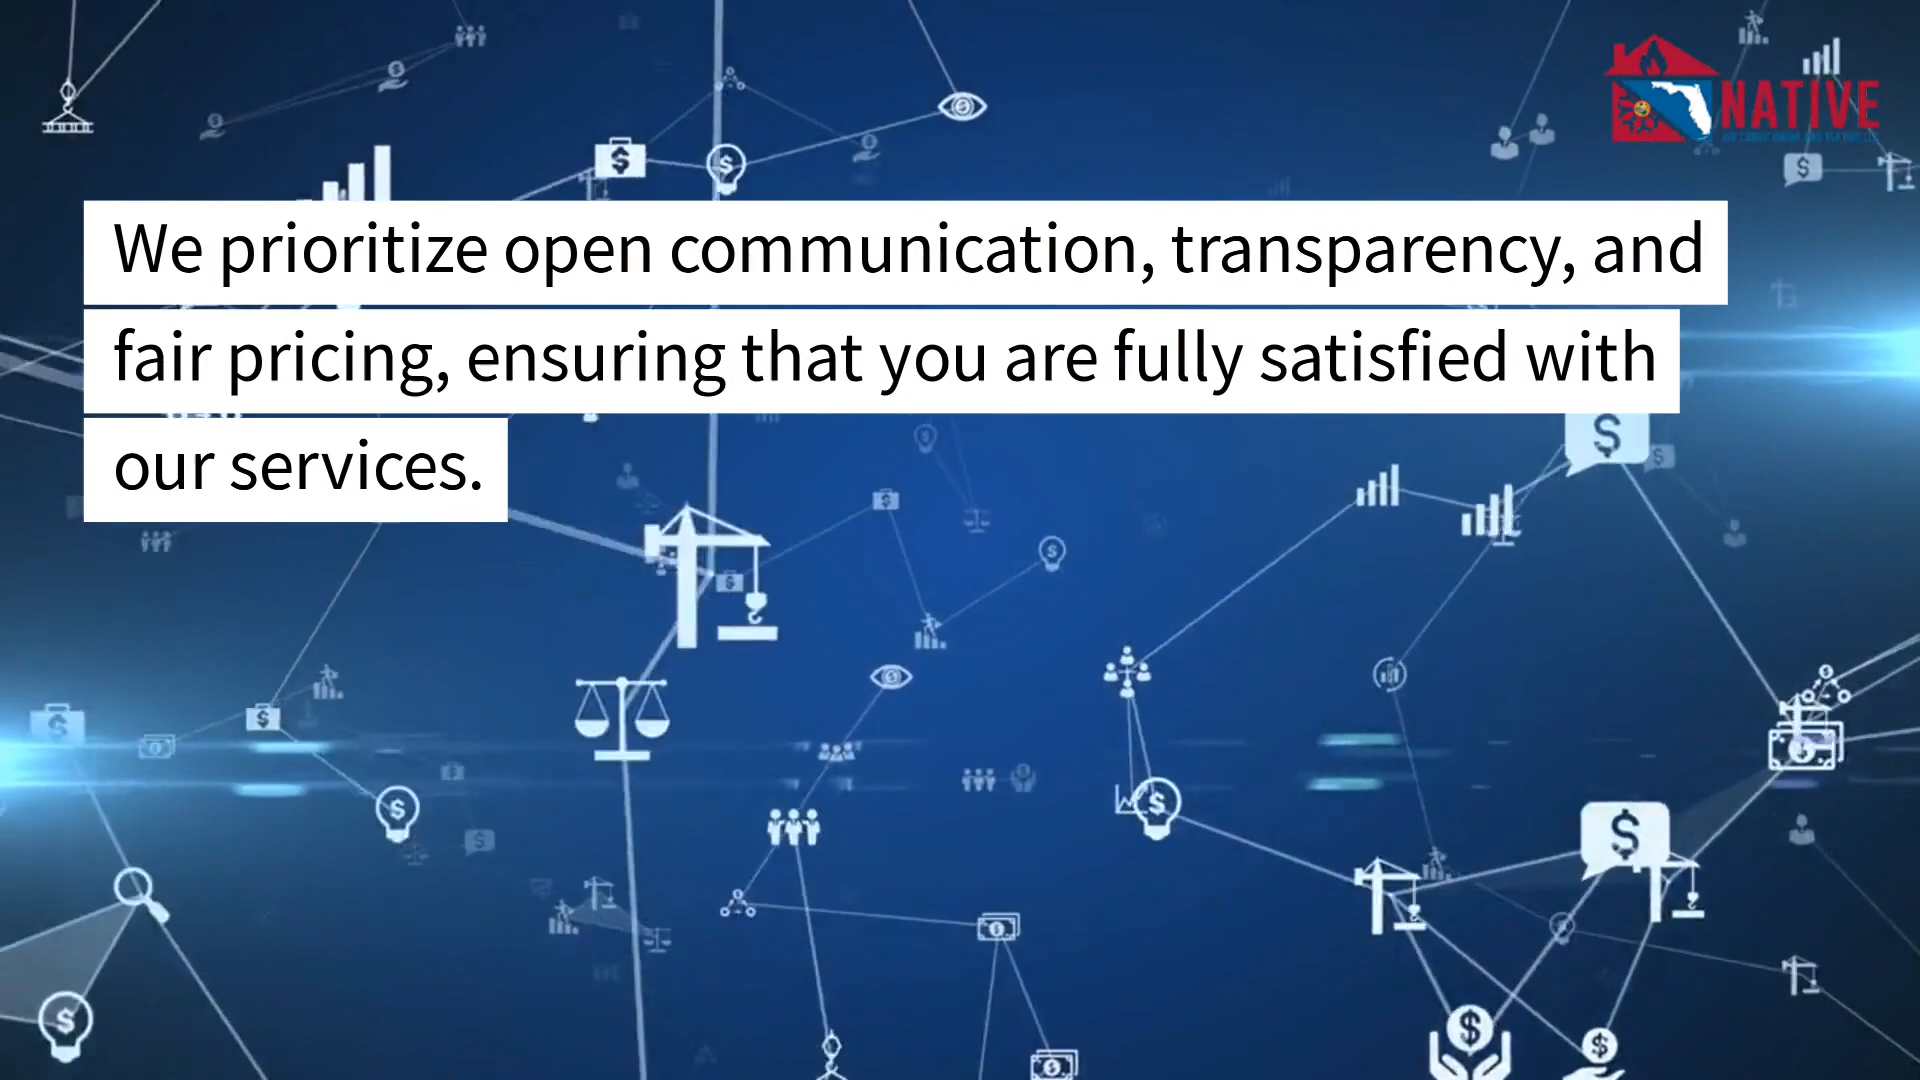 NATIVE
We prioritize open communication, transparency, and
fair pricing, ensuring that you are fully satisfied with
our services.